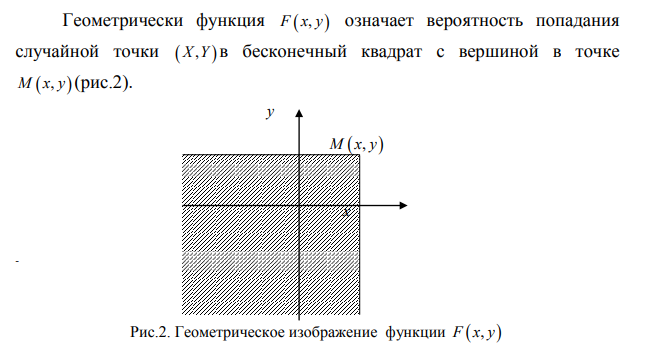 Геометрически функция F(x, y) означает вероятность попадания
случайной точки (X,Y)в бесконечный квадрат с вершиной в точке
M(x, y)(рис.2).
y
M(x, y)
x
-
Рис.2. Геометрическое изображение функции F(x, y)